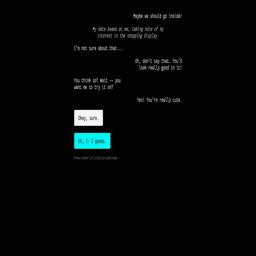 Maybe we should go inside!
My date beams at me, taking note of my
interest in the shopping display.
I'm not sure about that...
Oh, don't say that. You'd
look really good in it!
You think so? Wait -- you
want me to try it on?
Yes! You're really cute.
Okay, sure.
Uh, I- I guess.
Press enter or click to continue...